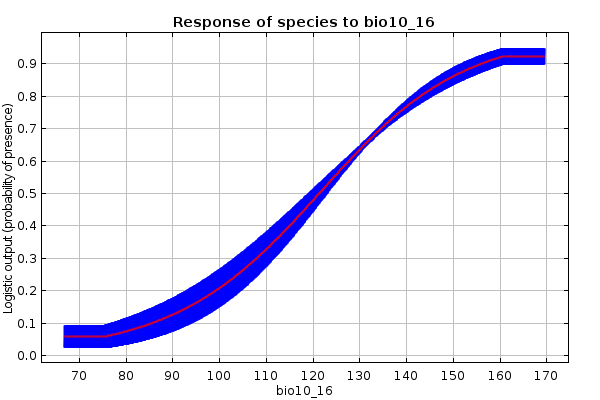 Response of species to bio10_16
Logistic output (probability of presence)
0.9
0.8
0.7
0.6
0.5
0.4
0.3
0.2
0.1
0.0
70 80 90 100 110 120 130 140 150 160 170
bio10_16